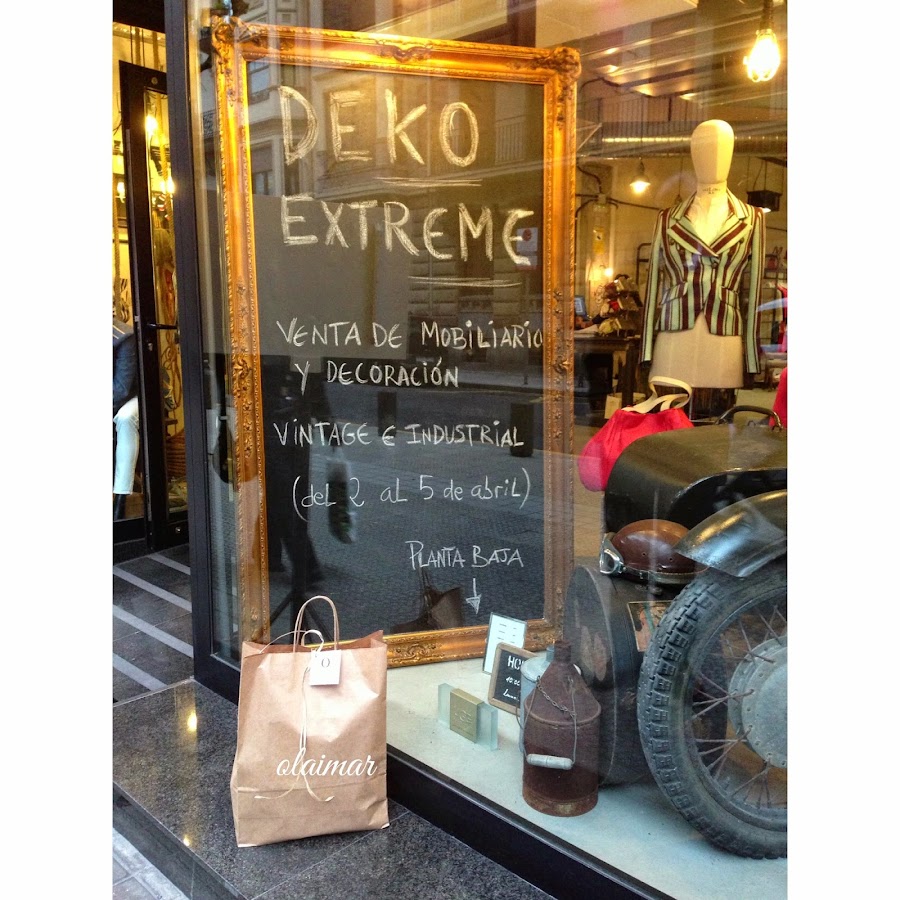 DEKO
EXTREME
VENTA DE MOBILIARIO
Y DECORACIÓN
VINTAGE E INDUSTRIAL
(del 2 al 5 de abril)
PLANTA BAJA
O
olaimar